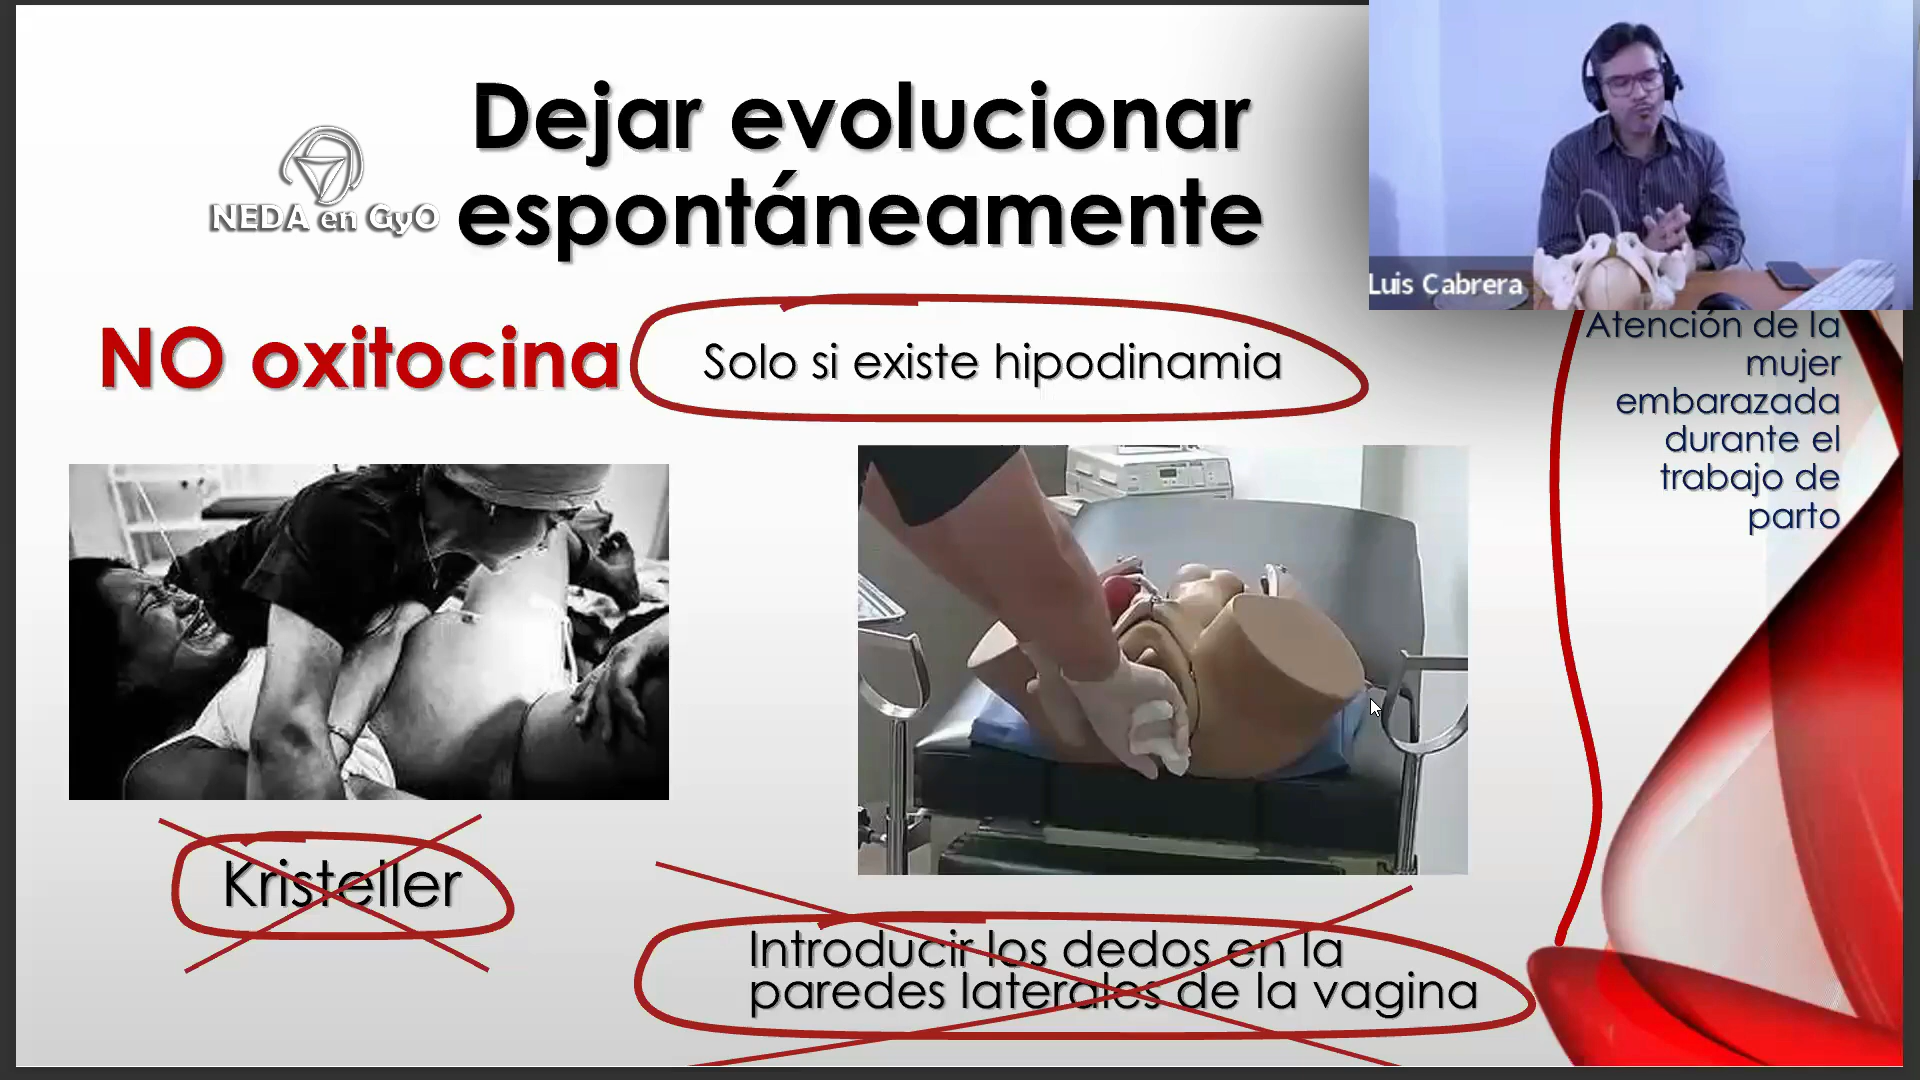 Dejar evolucionar
espontáneamente
NEDA en GyO
NO oxitocina
Solo si existe hipodinamia
Luis Cabrera
Atención de la
mujer
embarazada
durante el
trabajo de
parto
Kristeller
Introducir los dedos en la
paredes laterales de la vagina